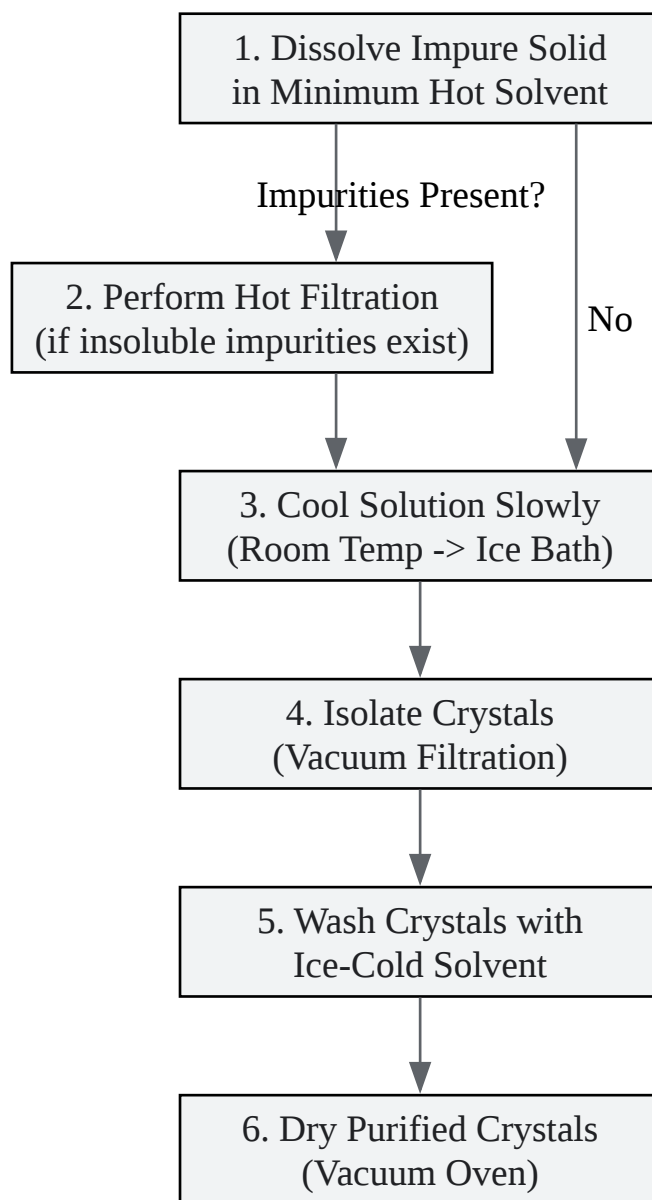 1. Dissolve Impure Solid
in Minimum Hot Solvent
Impurities Present?
2. Perform Hot Filtration
(if insoluble impurities exist)
No
3. Cool Solution Slowly
(Room Temp -> Ice Bath)
4. Isolate Crystals
(Vacuum Filtration)
5. Wash Crystals with
Ice-Cold Solvent
6. Dry Purified Crystals
(Vacuum Oven)